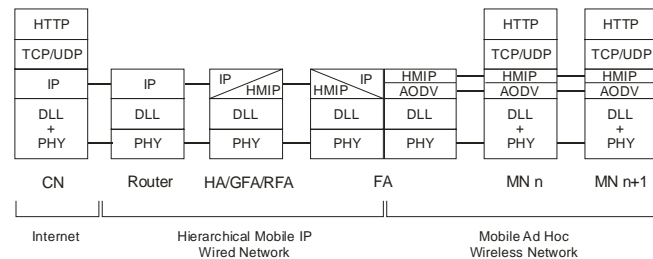 HTTP HTTP HTTP
TCP/UDP TCP/UDP TCP/UDP
IP IP IP HMIP HMIP IP HMIP HMIP HMIP
AODV AODV AODV
DLL + PHY DLL DLL DLL DLL DLL + PHY DLL + PHY
PHY PHY PHY PHY
CN Router HA/GFA/RFA FA MN n MN n+1
Internet Hierarchical Mobile IP Mobile Ad Hoc
Wired Network Wireless Network